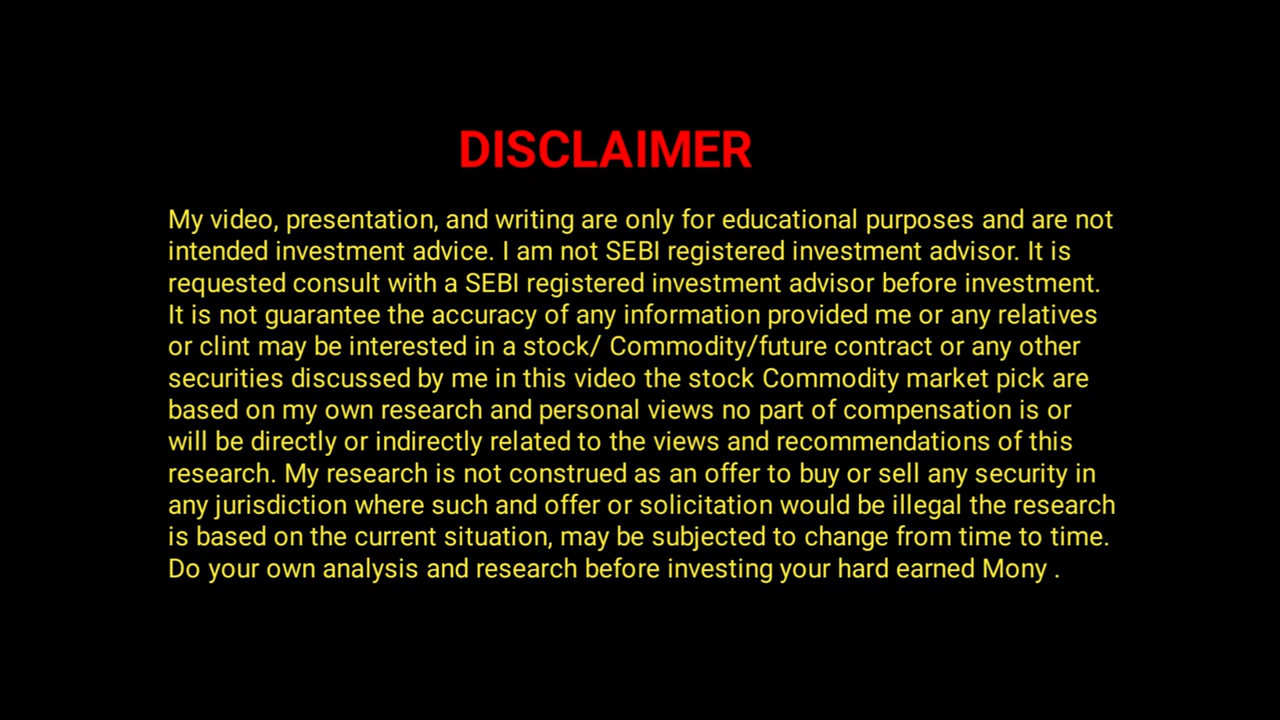 DISCLAIMER
My video, presentation, and writing are only for educational purposes and are not
intended investment advice. I am not SEBI registered investment advisor. It is
requested consult with a SEBI registered investment advisor before investment.
It is not guarantee the accuracy of any information provided me or any relatives
or clint may be interested in a stock/ Commodity/future contract or any other
securities discussed by me in this video the stock Commodity market pick are
based on my own research and personal views no part of compensation is or
will be directly or indirectly related to the views and recommendations of this
research. My research is not construed as an offer to buy or sell any security in
any jurisdiction where such and offer or solicitation would be illegal the research
is based on the current situation, may be subjected to change from time to time.
Do your own analysis and research before investing your hard earned Mony .